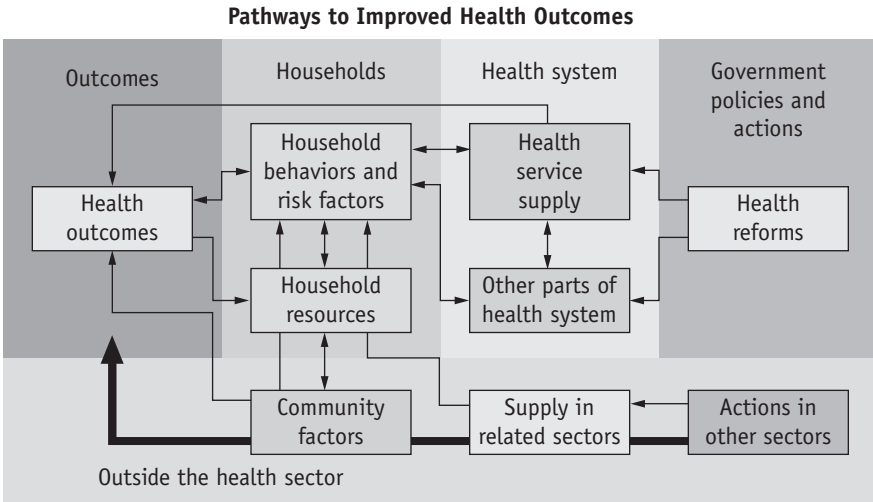 Pathways to Improved Health Outcomes
Outcomes
Households
Health system
Government
policies and
actions
Household
behaviors and
risk factors
Health
service
supply
Health
outcomes
Health
reforms
Household
resources
Other parts of
health system
Community
factors
Supply in
related sectors
Actions in
other sectors
Outside the health sector